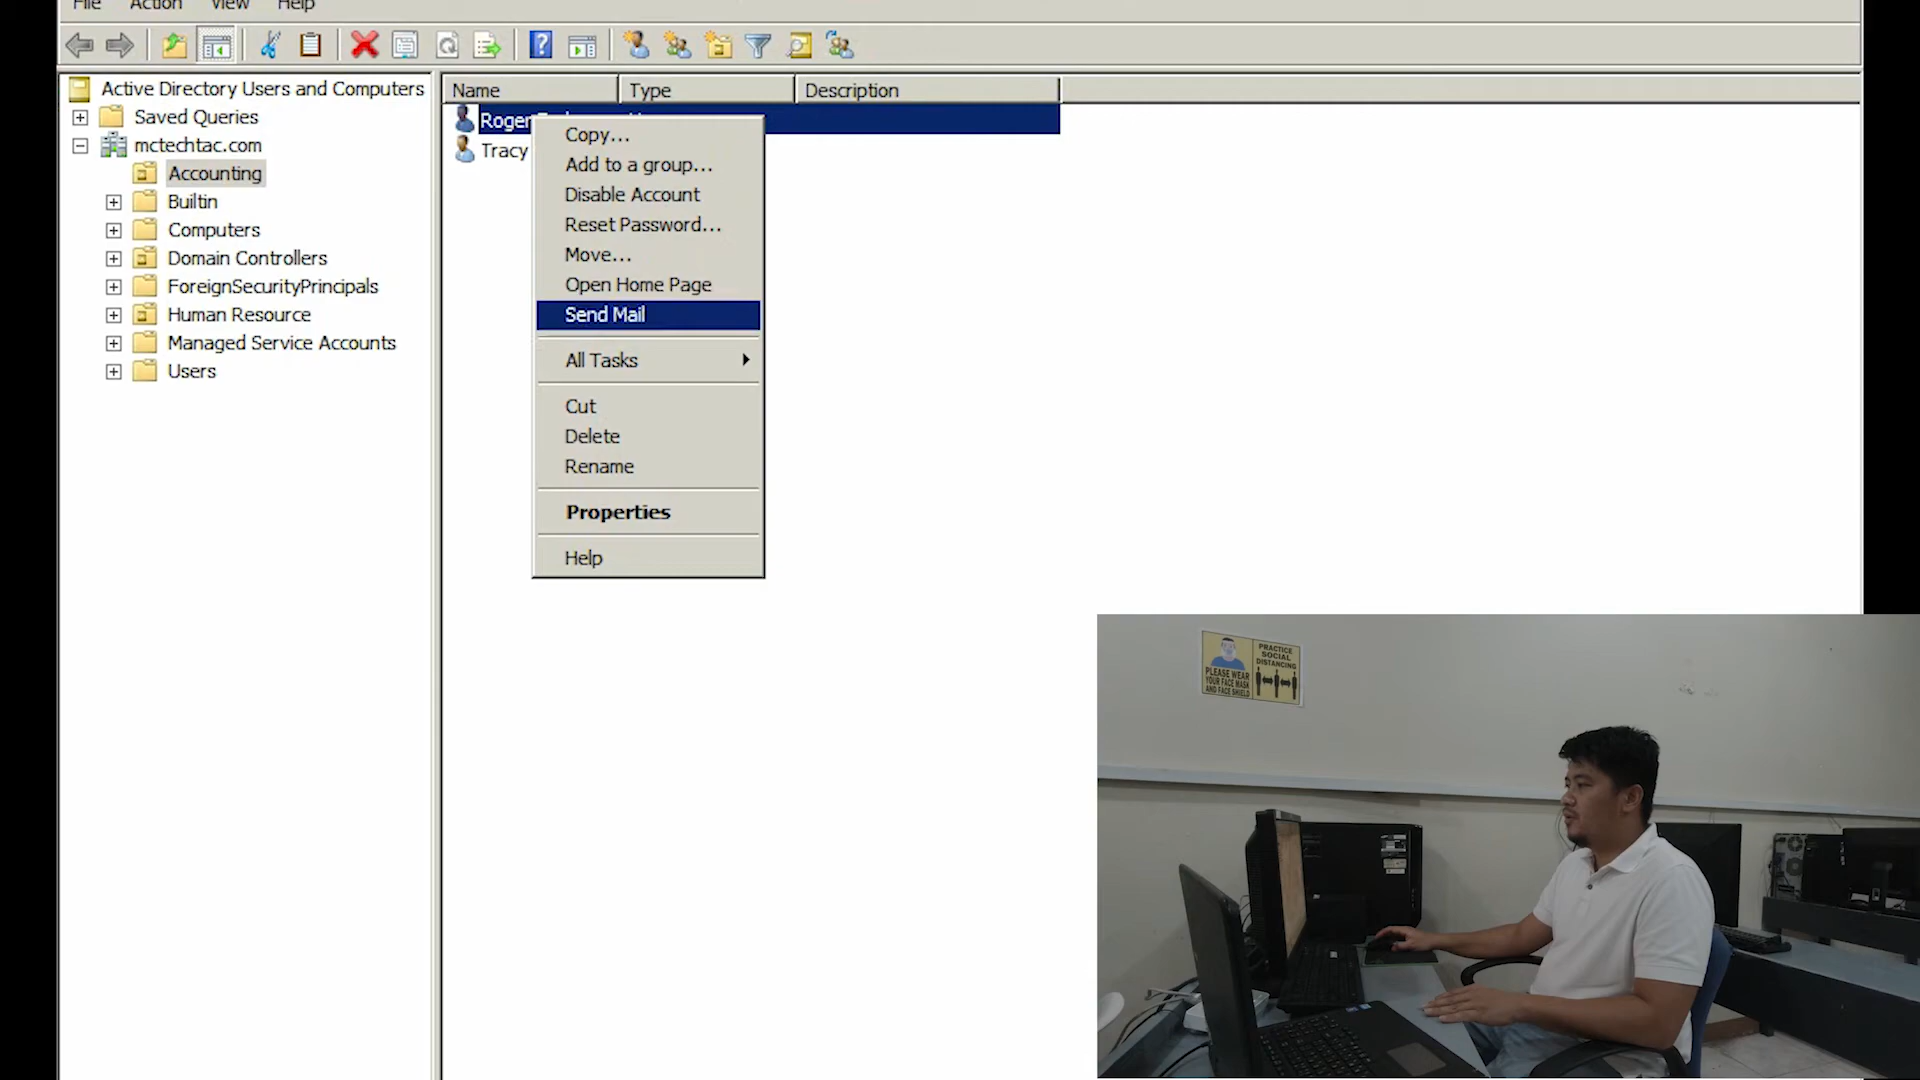 File Action View Help
Active Directory Users and Computers
Saved Queries
mctechtac.com
Accounting
Builtin
Computers
Domain Controllers
ForeignSecurityPrincipals
Human Resource
Managed Service Accounts
Users
Name Type Description
Roger
Tracy
Copy...
Add to a group...
Disable Account
Reset Password...
Move...
Open Home Page
Send Mail
All Tasks
Cut
Delete
Rename
Properties
Help
PLEASE WEAR
YOUR FACE MASK
AND FACE SHIELD
PRACTICE
SOCIAL
DISTANCING